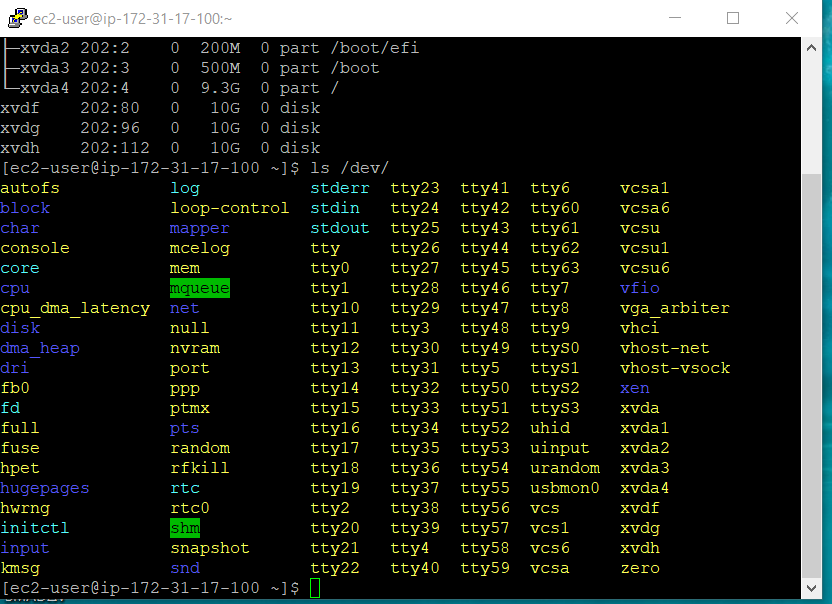 ec2-user@ip-172-31-17-100:~
├─xvda2 202:2    0  200M  0 part /boot/efi
├─xvda3 202:3    0  500M  0 part /boot
└─xvda4 202:4    0  9.3G  0 part /
xvdf    202:80   0   10G  0 disk
xvdg    202:96   0   10G  0 disk
xvdh    202:112  0   10G  0 disk
[ec2-user@ip-172-31-17-100 ~]$ ls /dev/
autofs           log           stderr  tty23  tty41  tty6     vcsa1
block            loop-control  stdin   tty24  tty42  tty60    vcsa6
char             mapper        stdout  tty25  tty43  tty61    vcsu
console          mcelog        tty     tty26  tty44  tty62    vcsu1
core             mem           tty0    tty27  tty45  tty63    vcsu6
cpu              mqueue        tty1    tty28  tty46  tty7     vfio
cpu_dma_latency  net           tty10   tty29  tty47  tty8     vga_arbiter
disk             null          tty11   tty3   tty48  tty9     vhci
dma_heap         nvram         tty12   tty30  tty49  ttyS0    vhost-net
dri              port          tty13   tty31  tty5   ttyS1    vhost-vsock
fb0              ppp           tty14   tty32  tty50  ttyS2    xen
fd               ptmx          tty15   tty33  tty51  ttyS3    xvda
full             pts           tty16   tty34  tty52  uhid     xvda1
fuse             random        tty17   tty35  tty53  uinput   xvda2
hpet             rfkill        tty18   tty36  tty54  urandom  xvda3
hugepages        rtc           tty19   tty37  tty55  usbmon0  xvda4
hwrng            rtc0          tty2    tty38  tty56  vcs      xvdf
initctl          shm           tty20   tty39  tty57  vcs1     xvdg
input            snapshot      tty21   tty4   tty58  vcs6     xvdh
kmsg             snd           tty22   tty40  tty59  vcsa     zero
[ec2-user@ip-172-31-17-100 ~]$